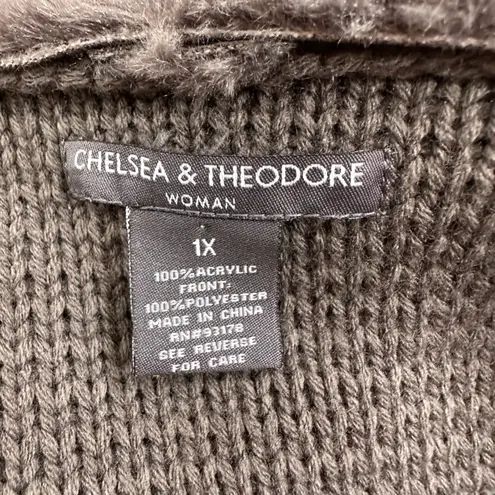 CHELSEA & THEODORE
WOMAN
1X
100%ACRYLIC
FRONT:
100%POLYESTER
MADE IN CHINA
RN#93178
SEE REVERSE
FOR CARE